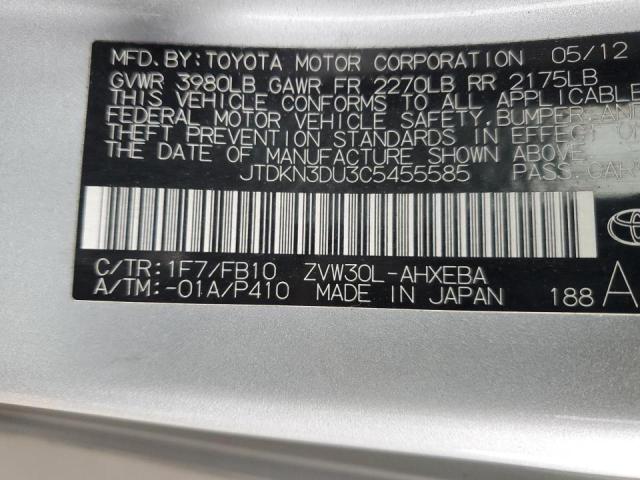 MFD.BY:TOYOTA MOTOR CORPORATION 05/12
GVWR 3980LB GAWR FR 2270LB RR 2175LB
THIS VEHICLE CONFORMS TO ALL APPLICABLE
FEDERAL MOTOR VEHICLE SAFETY,BUMPER,AND
THEFT PREVENTION STANDARDS IN EFFECT ON
THE DATE OF MANUFACTURE SHOWN ABOVE.
JTDKN3DU3C5455585 PASS.CAR
C/TR:1F7/FB10 ZVW30L-AHXEBA
A/TM:-01A/P410 MADE IN JAPAN 188 A